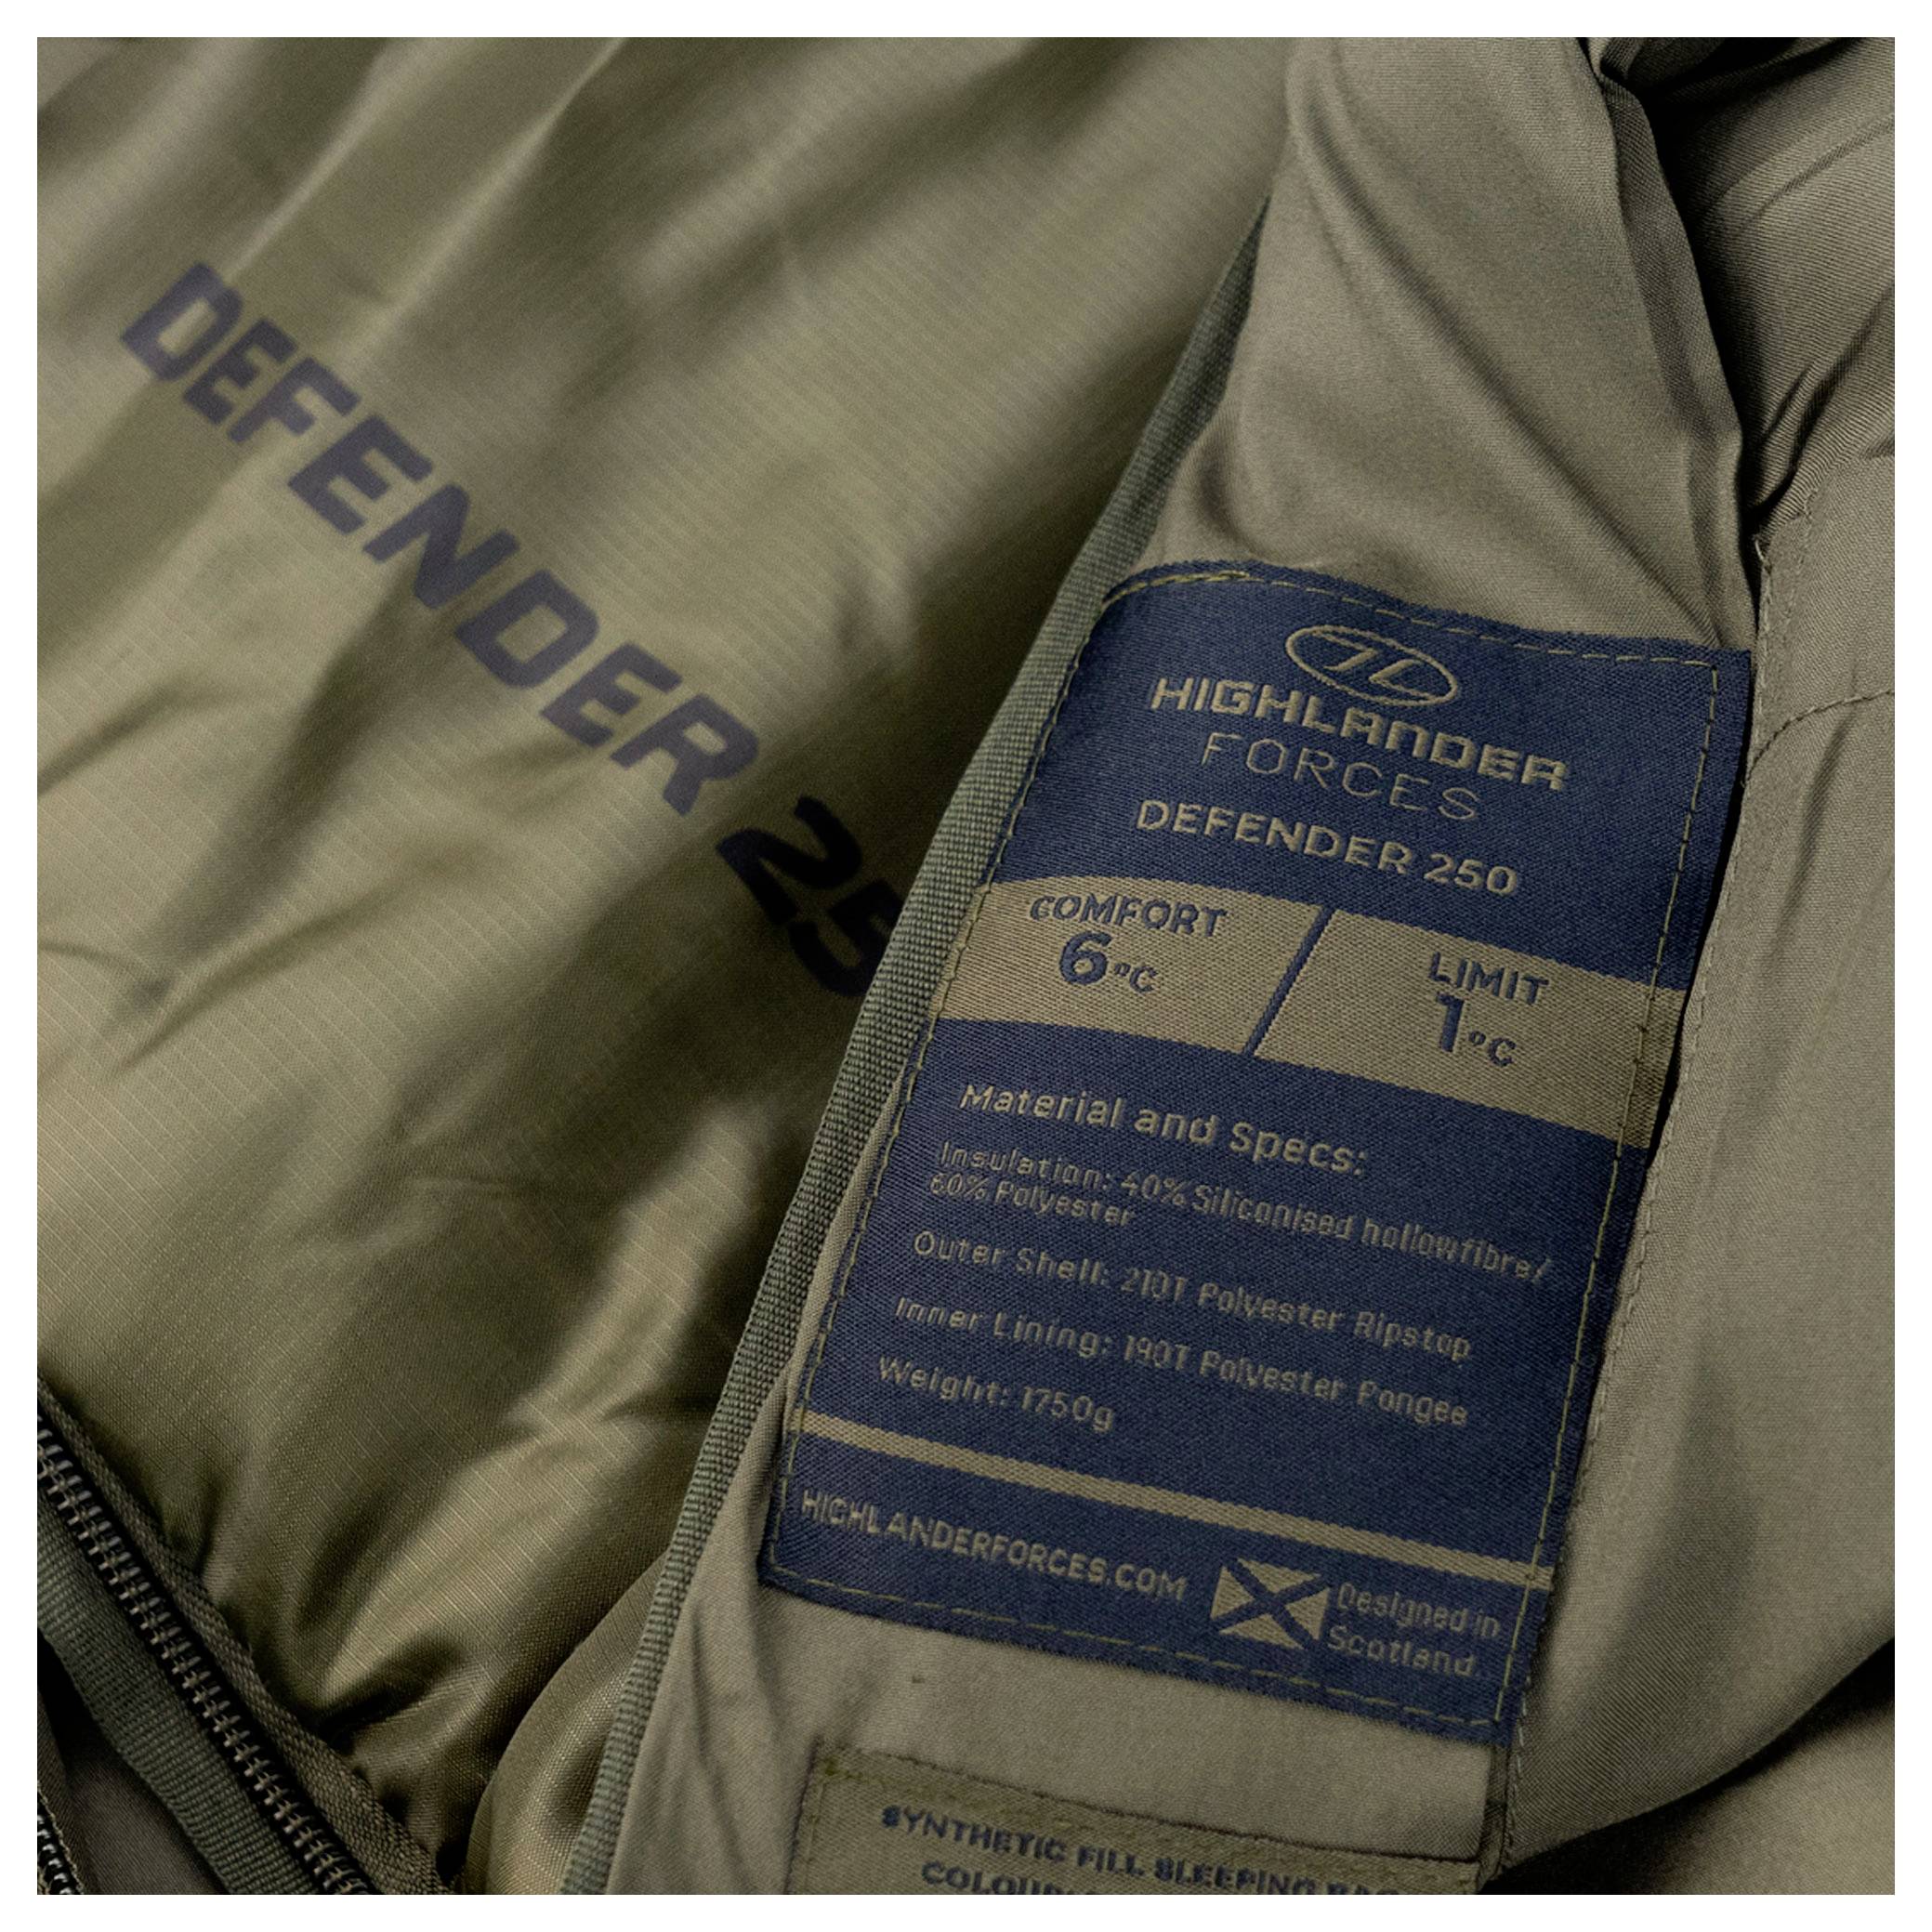 DEFENDER 25
HIGHLANDER
FORCES
DEFENDER 250
COMFORT
6°C
LIMIT
1°C
Material and Specs:
Insulation: 40% Siliconised hollowfibre/
60% Polyester
Outer Shell: 210T Polyester Ripstop
Inner Lining: 190T Polyester Pongee
Weight: 1750g
HIGHLANDERFORCES.COM
Designed in
Scotland.
SYNTHETIC FILL SLEEPING BAG